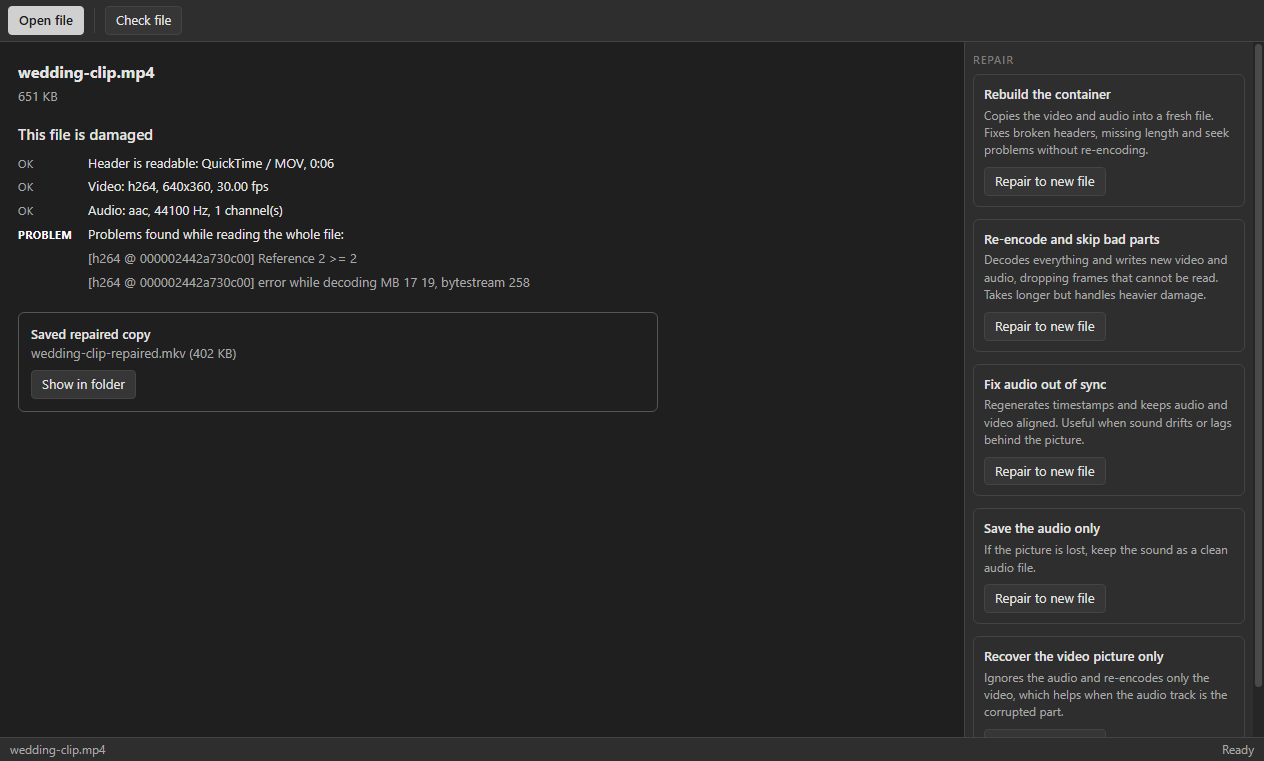 Open file
Check file
wedding-clip.mp4
651 KB
This file is damaged
OK Header is readable: QuickTime / MOV, 0:06
OK Video: h264, 640x360, 30.00 fps
OK Audio: aac, 44100 Hz, 1 channel(s)
PROBLEM Problems found while reading the whole file:
[h264 @ 000002442a730c00] Reference 2 >= 2
[h264 @ 000002442a730c00] error while decoding MB 17 19, bytestream 258
Saved repaired copy
wedding-clip-repaired.mkv (402 KB)
Show in folder
REPAIR
Rebuild the container
Copies the video and audio into a fresh file.
Fixes broken headers, missing length and seek
problems without re-encoding.
Repair to new file
Re-encode and skip bad parts
Decodes everything and writes new video and
audio, dropping frames that cannot be read.
Takes longer but handles heavier damage.
Repair to new file
Fix audio out of sync
Regenerates timestamps and keeps audio and
video aligned. Useful when sound drifts or lags
behind the picture.
Repair to new file
Save the audio only
If the picture is lost, keep the sound as a clean
audio file.
Repair to new file
Recover the video picture only
Ignores the audio and re-encodes only the
video, which helps when the audio track is the
corrupted part.
wedding-clip.mp4
Ready